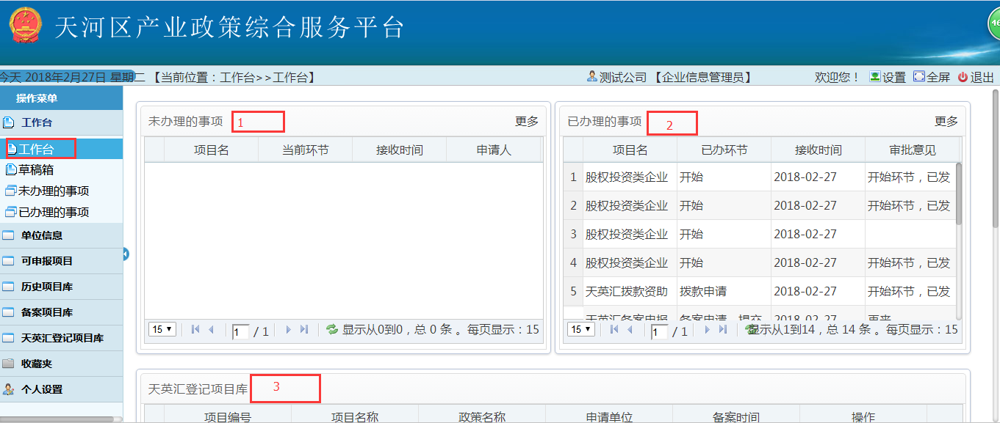 天河区产业政策综合服务平台
46
今天 2018年2月27日 星期二 【当前位置：工作台>>工作台】 测试公司 【企业信息管理员】 欢迎您！ 设置 全屏 退出
操作菜单
工作台
工作台
草稿箱
未办理的事项
已办理的事项
单位信息
可申报项目
历史项目库
备案项目库
天英汇登记项目库
收藏夹
个人设置
未办理的事项 1 更多
项目名 当前环节 接收时间 申请人
15 1 / 1 显示从0到0，总 0 条 。每页显示：15
已办理的事项 2 更多
项目名 已办环节 接收时间 审批意见
1 股权投资类企业 开始 2018-02-27 开始环节，已发
2 股权投资类企业 开始 2018-02-27 开始环节，已发
3 股权投资类企业 开始 2018-02-27
4 股权投资类企业 开始 2018-02-27 开始环节，已发
5 天英汇拨款资助 拨款申请 2018-02-27 开始环节，已发
天英汇备案申报 备案申请 提交 2018-02-27
15 1 / 1 显示从1到14，总 14 条 。每页显示：15
天英汇登记项目库 3
项目编号 项目名称 政策名称 申请单位 备案时间 操作